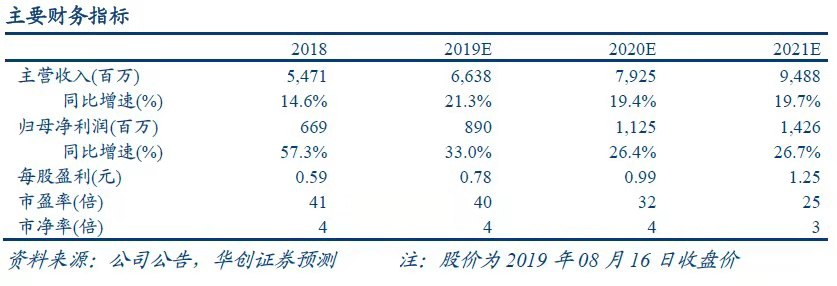 主要财务指标
2018 2019E 2020E 2021E
主营收入(百万) 5,471 6,638 7,925 9,488
同比增速(%) 14.6% 21.3% 19.4% 19.7%
归母净利润(百万) 669 890 1,125 1,426
同比增速(%) 57.3% 33.0% 26.4% 26.7%
每股盈利(元) 0.59 0.78 0.99 1.25
市盈率(倍) 41 40 32 25
市净率(倍) 4 4 4 3
资料来源：公司公告，华创证券预测 注：股价为 2019 年 08 月 16 日收盘价